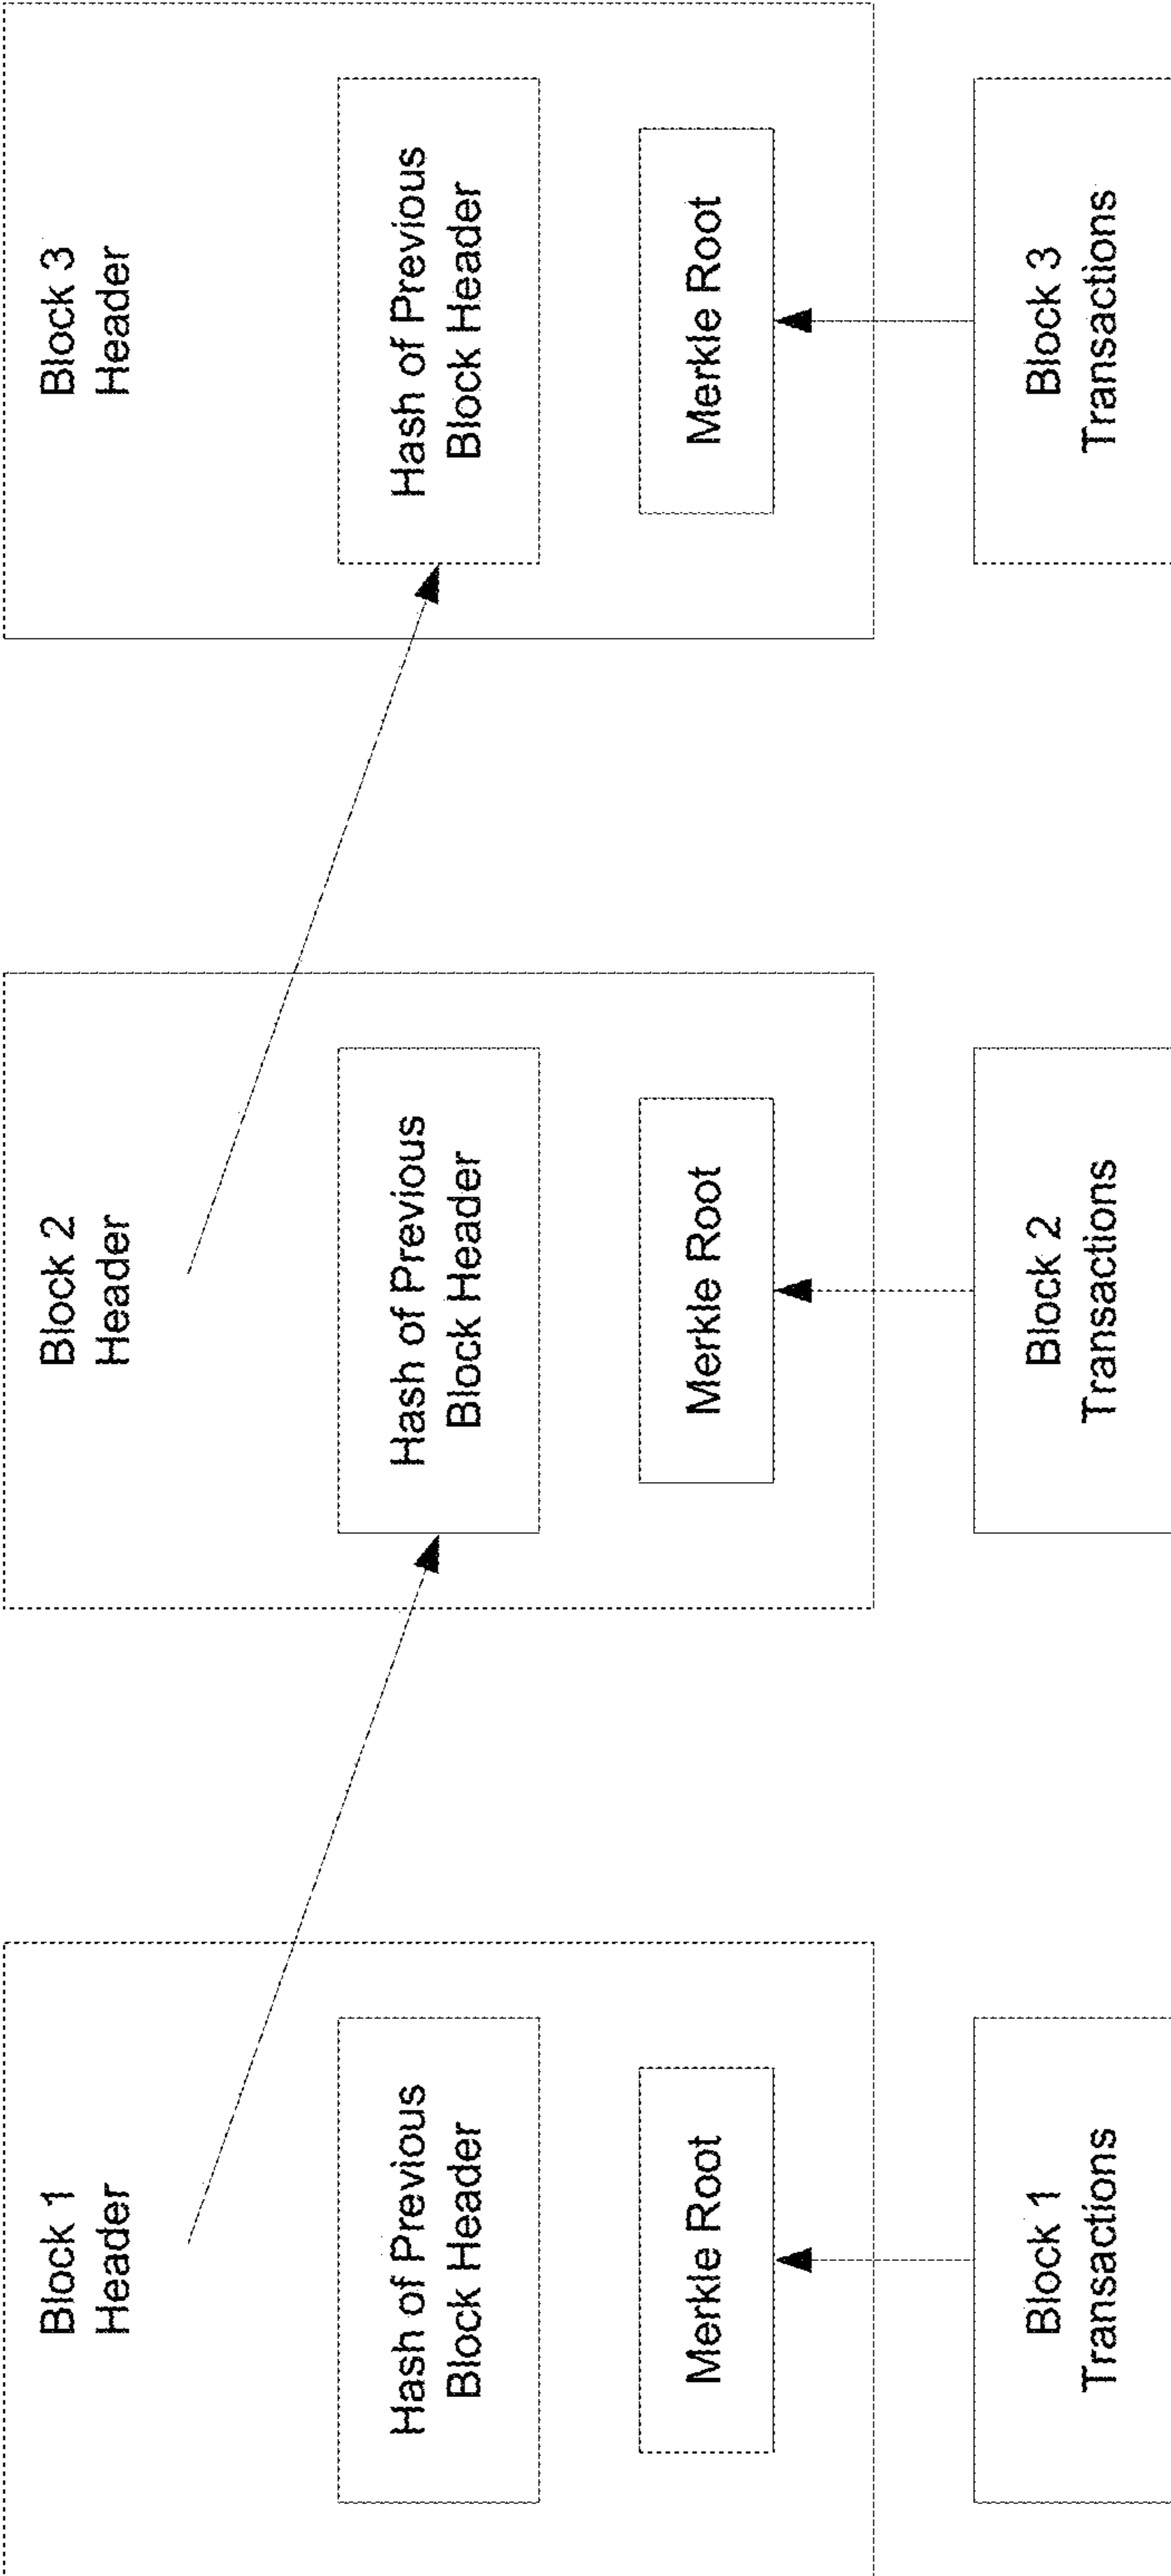 Block 1
Header
Hash of Previous
Block Header
Merkle Root
Block 1
Transactions
Block 2
Header
Hash of Previous
Block Header
Merkle Root
Block 2
Transactions
Block 3
Header
Hash of Previous
Block Header
Merkle Root
Block 3
Transactions